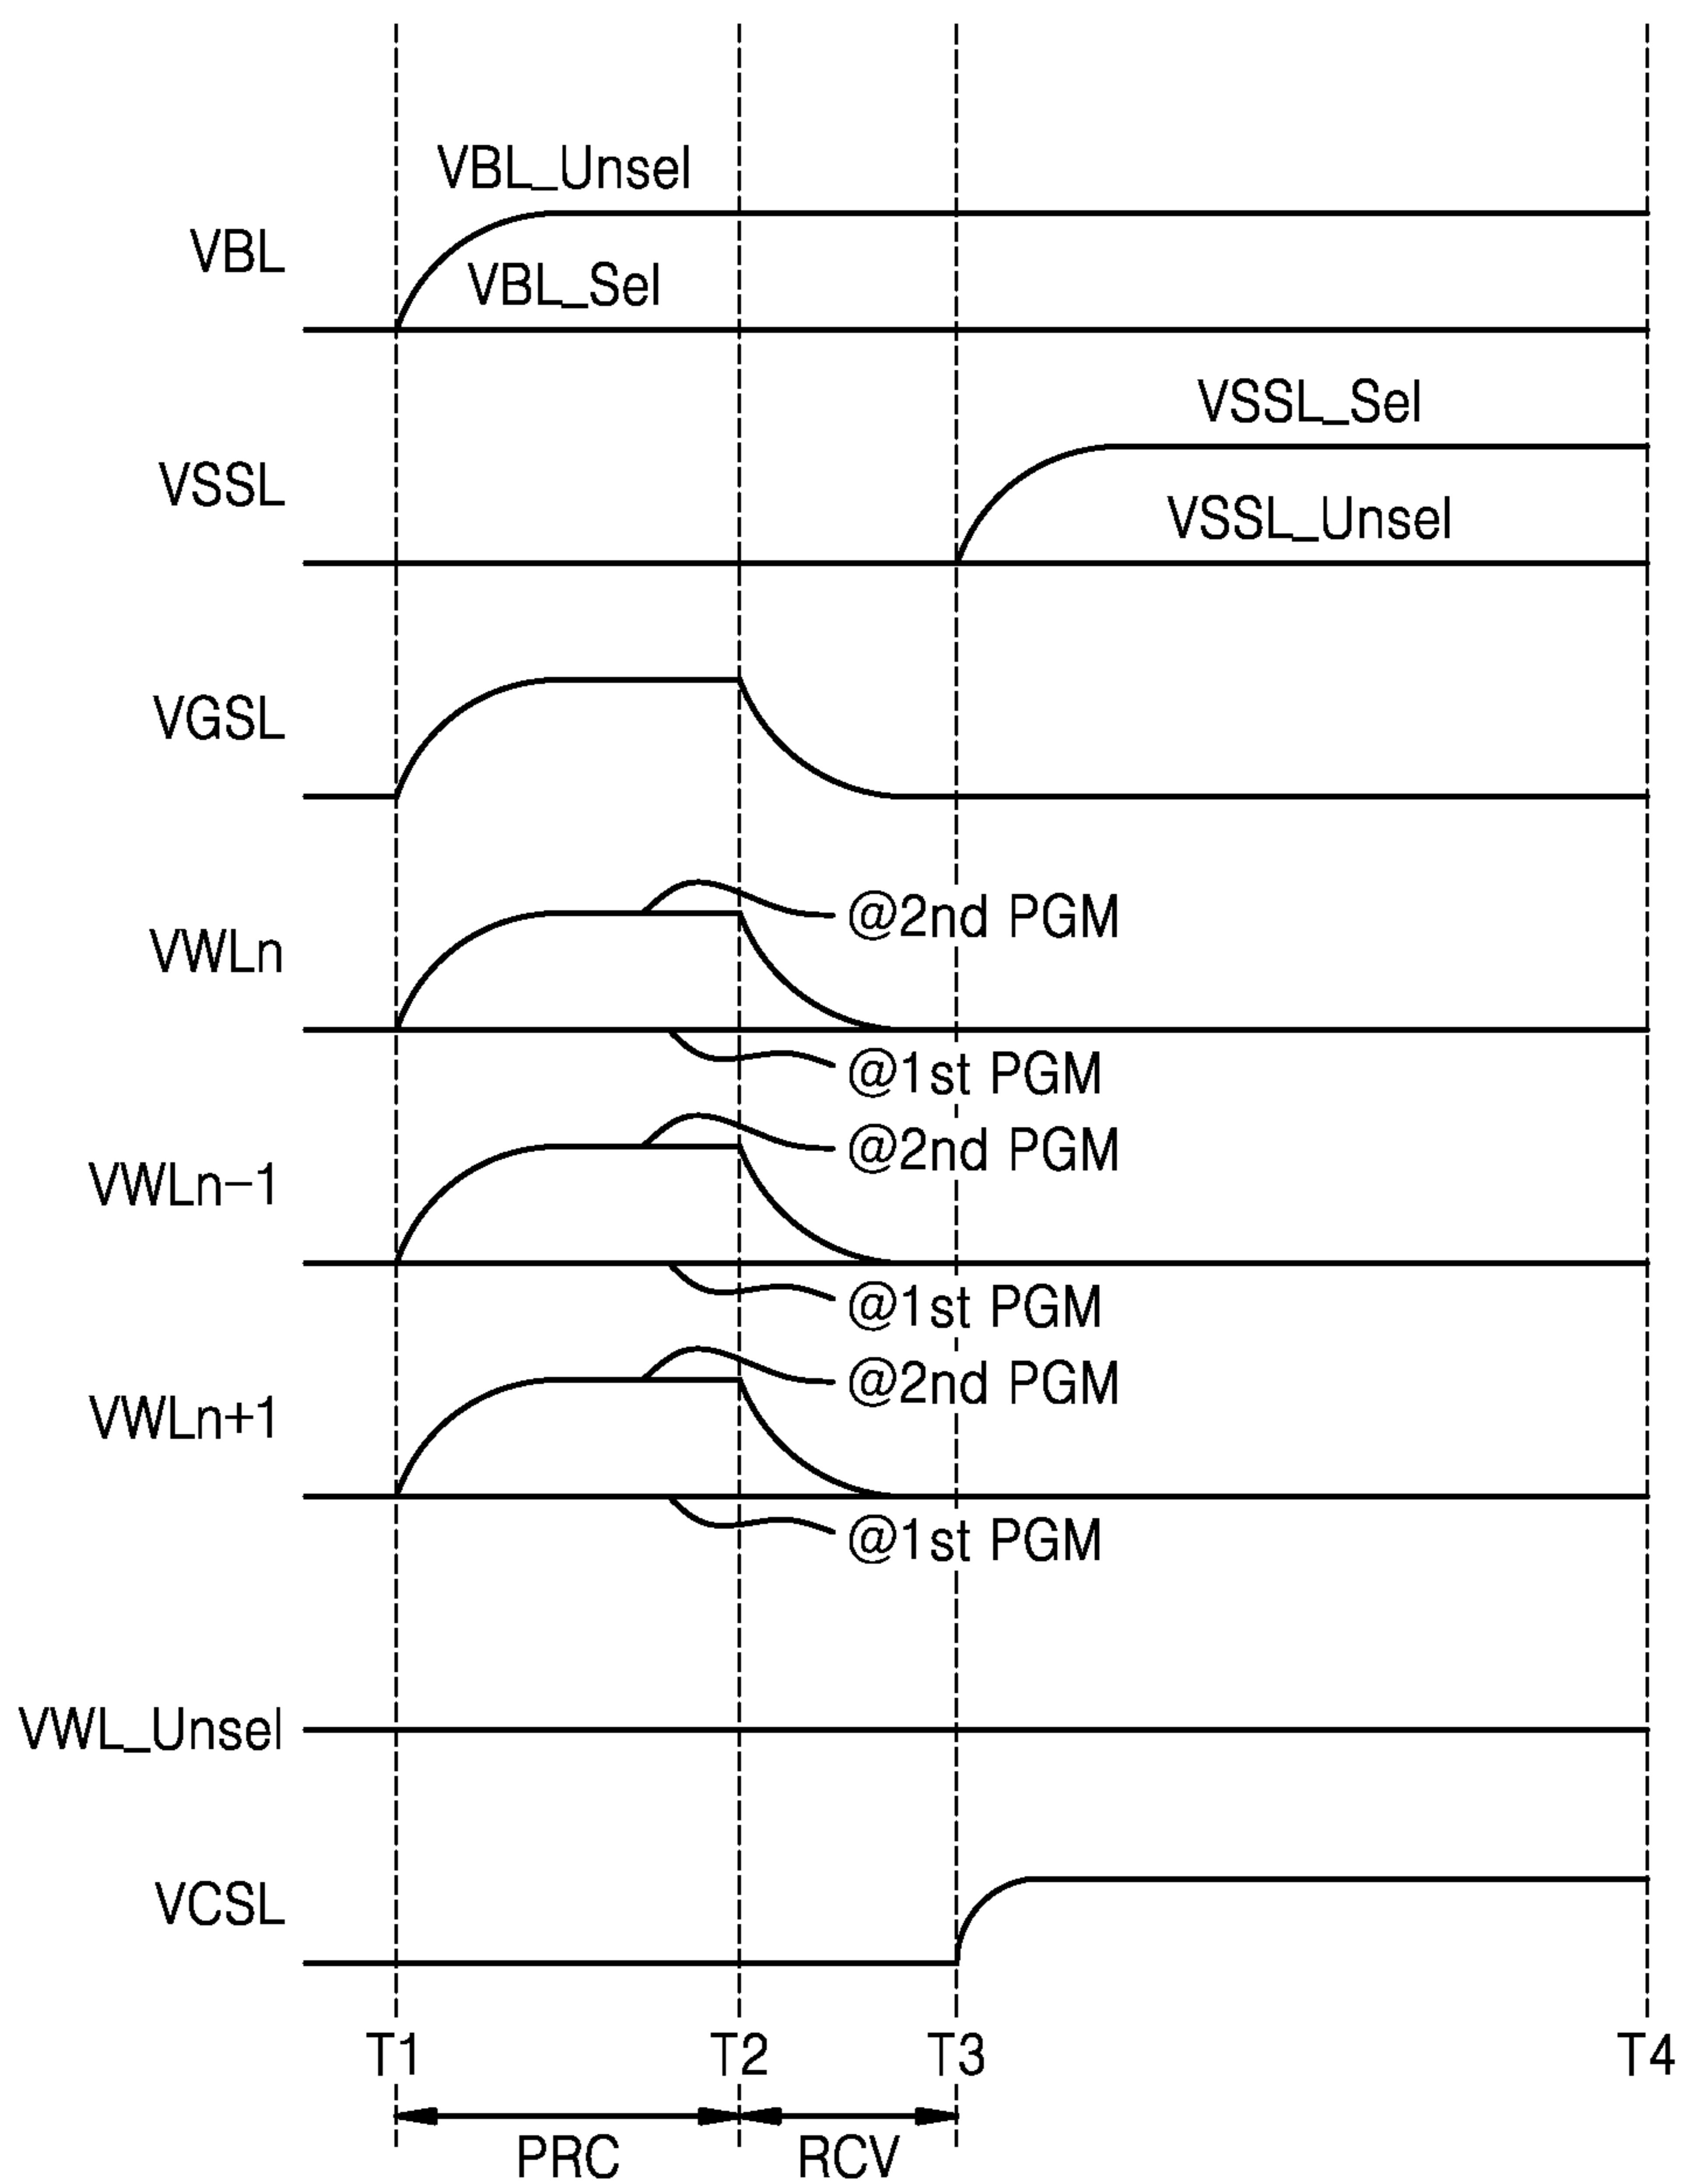 VBL_Unsel
VBL
VBL_Sel
VSSL_Sel
VSSL
VSSL_Unsel
VGSL
@2nd PGM
VWLn
@1st PGM
@2nd PGM
VWLn-1
@1st PGM
@2nd PGM
VWLn+1
@1st PGM
VWL_Unsel
VCSL
T1 T2 T3 T4
PRC RCV